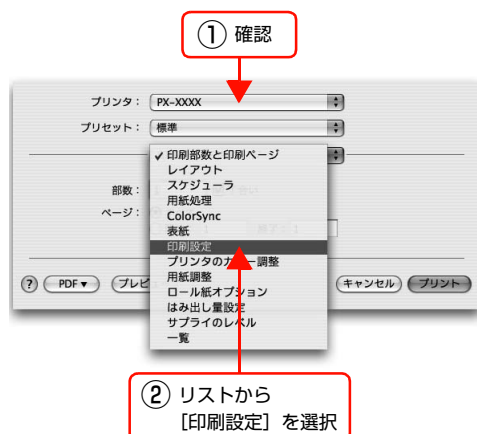 ① 確認
プリンタ： PX-XXXX
プリセット： 標準
✓印刷部数と印刷ページ
レイアウト
スケジューラ
部数：
用紙処理
ページ：
ColorSync
表紙
印刷設定
プリンタのカラー調整
用紙調整
? PDF▼ プレビ キャンセル プリント
ロール紙オプション
はみ出し量設定
サプライのレベル
一覧
② リストから
［印刷設定］を選択